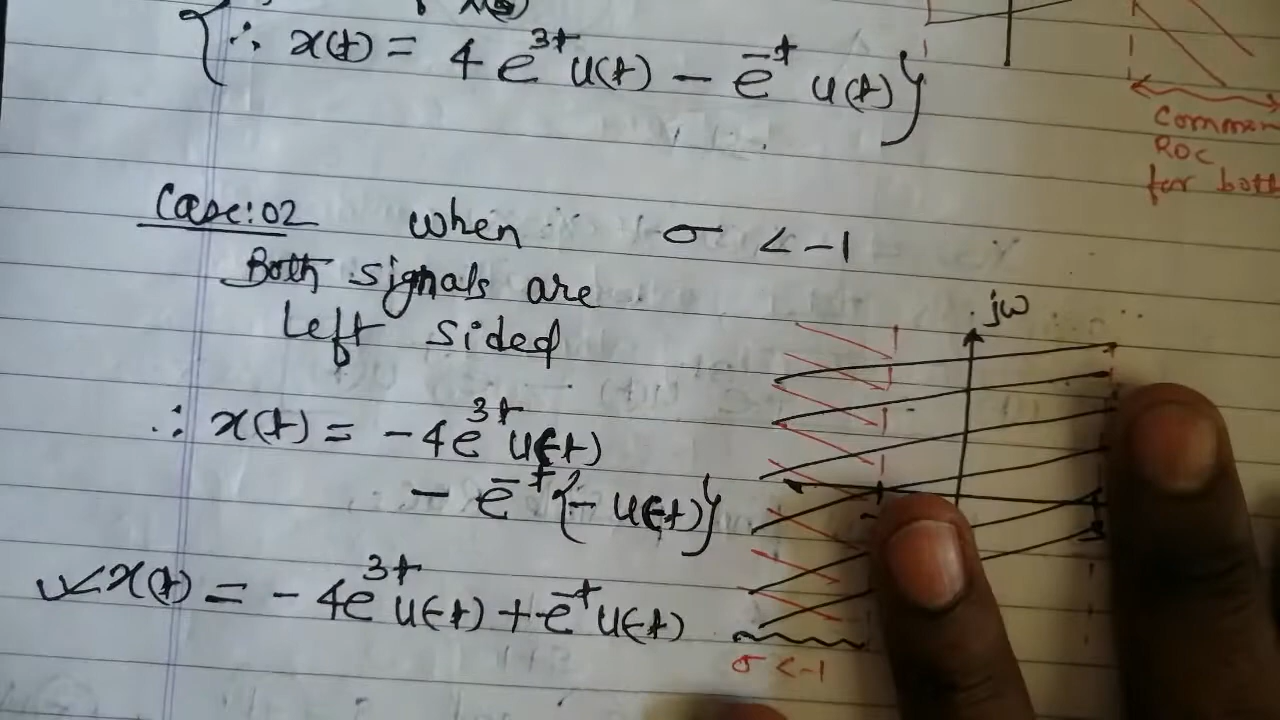 {∴ x(t) = 4e^{3t} u(t) - e^{-t} u(t)}
Common
ROC
for both
Case:02 when σ < -1
Both signals are
Left sided
jω
∴ x(t) = -4e^{3t} u(-t)
- e^{-t} {- u(-t)}
x(t) = -4e^{3t} u(-t) + e^{-t} u(-t)
σ < -1